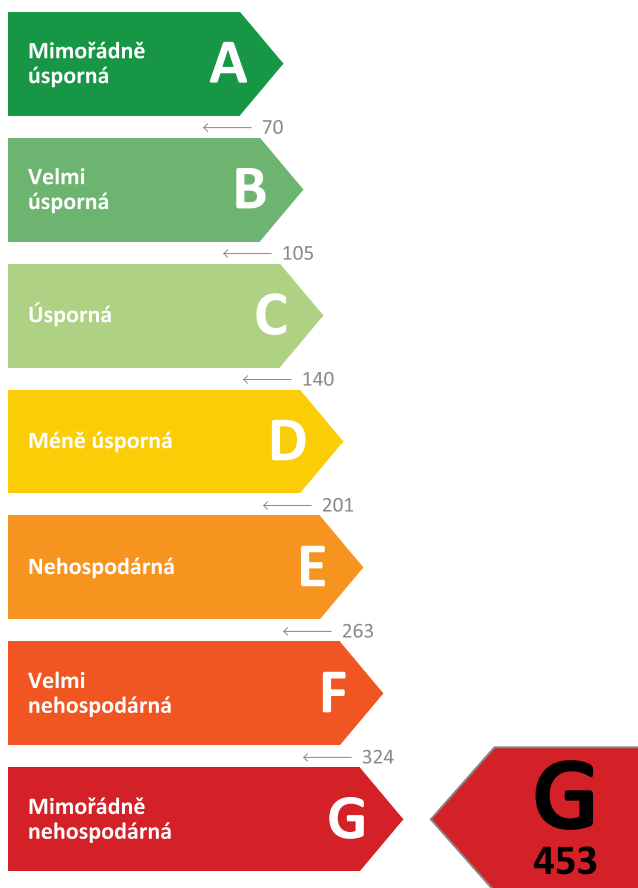 Mimořádně
úsporná
A
70
Velmi
úsporná
B
105
Úsporná
C
140
Méně úsporná
D
201
Nehospodárná
E
263
Velmi
nehospodárná
F
324
Mimořádně
nehospodárná
G
G
453